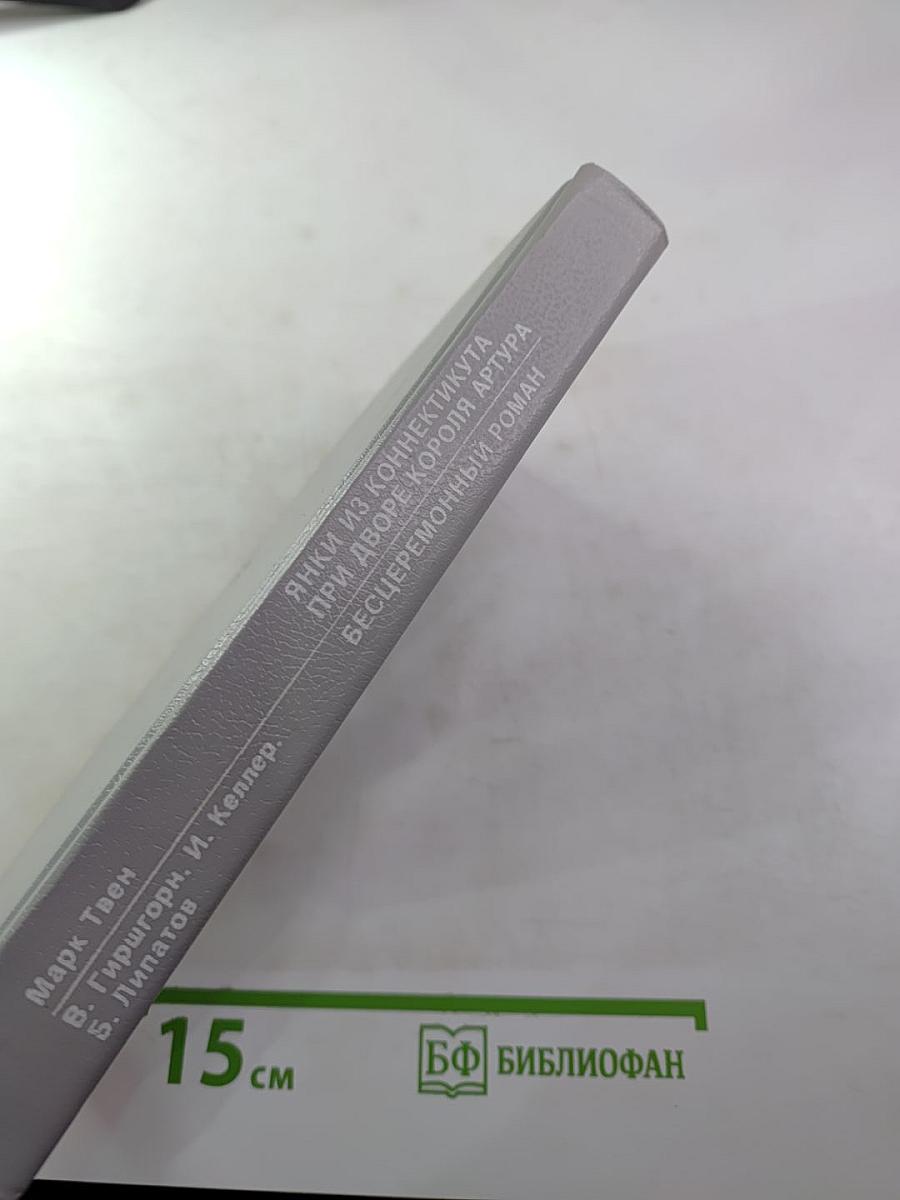 Марк Твен
ЯНКИ ИЗ КОННЕКТИКУТА
ПРИ ДВОРЕ КОРОЛЯ АРТУРА
В. Гиршгорн. И. Келлер.
Б. Липатов
БЕСЦЕРЕМОННЫЙ РОМАН
15 см
БФ БИБЛИОФАН